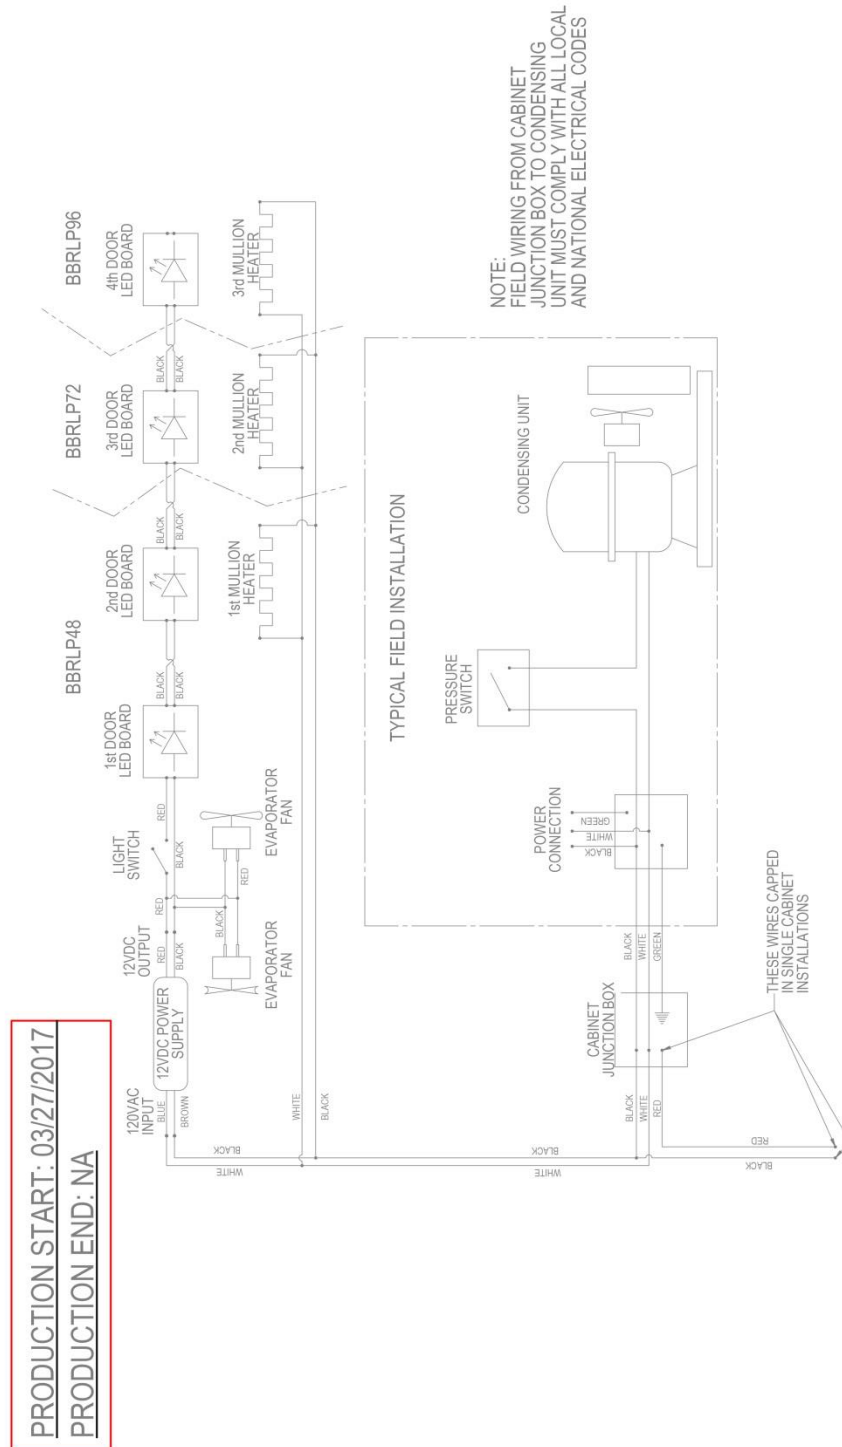 PRODUCTION START: 03/27/2017
PRODUCTION END: NA
BBRLP48
BBRLP72
BBRLP96
120VAC
INPUT
BLUE
BROWN
12VDC POWER
SUPPLY
12VDC
OUTPUT
RED
BLACK
RED
LIGHT
SWITCH
BLACK
RED
1st DOOR
LED BOARD
BLACK
BLACK
2nd DOOR
LED BOARD
BLACK
BLACK
3rd DOOR
LED BOARD
BLACK
BLACK
4th DOOR
LED BOARD
BLACK
RED
EVAPORATOR
FAN
EVAPORATOR
FAN
1st MULLION
HEATER
2nd MULLION
HEATER
3rd MULLION
HEATER
WHITE
BLACK
BLACK
WHITE
BLACK
WHITE
TYPICAL FIELD INSTALLATION
CABINET
JUNCTION BOX
BLACK
WHITE
RED
BLACK
WHITE
GREEN
POWER
CONNECTION
BLACK
WHITE
GREEN
PRESSURE
SWITCH
CONDENSING UNIT
RED
BLACK
THESE WIRES CAPPED
IN SINGLE CABINET
INSTALLATIONS
NOTE:
FIELD WIRING FROM CABINET
JUNCTION BOX TO CONDENSING
UNIT MUST COMPLY WITH ALL LOCAL
AND NATIONAL ELECTRICAL CODES